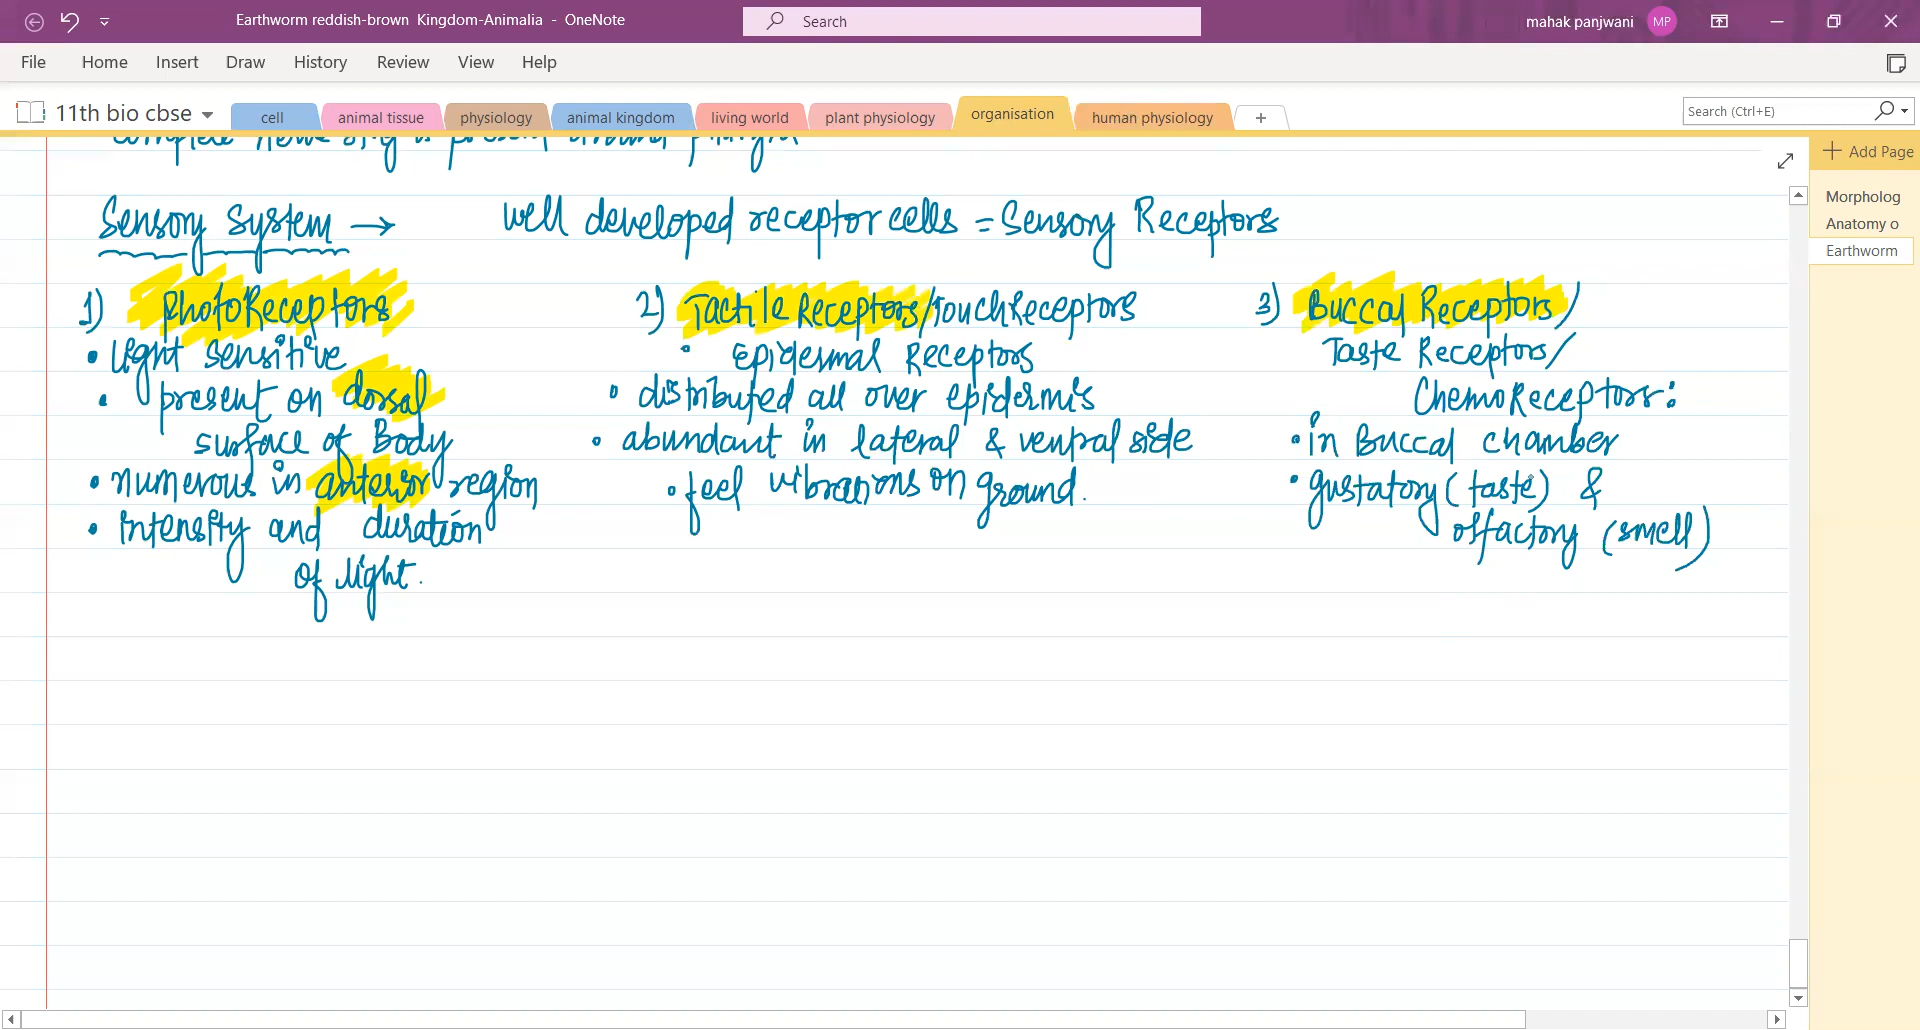 Earthworm reddish-brown Kingdom-Animalia - OneNote
Search
mahak panjwani MP
File Home Insert Draw History Review View Help
11th bio cbse
cell animal tissue physiology animal kingdom living world plant physiology organisation human physiology +
Search (Ctrl+E)
Add Page
Morpholog
Anatomy o
Earthworm
Sensory System → well developed receptor cells = Sensory Receptors
1) PhotoReceptors
• light sensitive
• present on dorsal
surface of Body
• numerous in anterior region
• intensity and duration
of light.
2) Tactile Receptors/TouchReceptors
• Epidermal Receptors
• distributed all over epidermis
• abundant in lateral & ventral side
• feel vibrations on ground.
3) Buccal Receptors/
Taste Receptors/
ChemoReceptors:
• in Buccal chamber
• gustatory (taste) &
olfactory (smell)